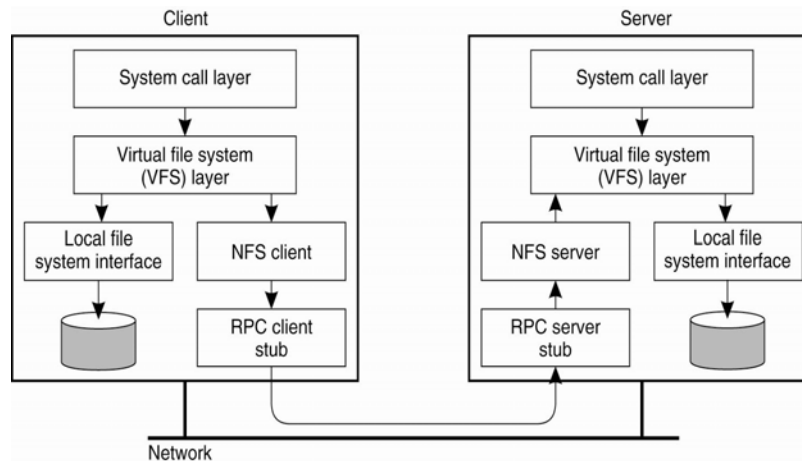 Client
Server
System call layer
Virtual file system
(VFS) layer
Local file
system interface
NFS client
RPC client
stub
System call layer
Virtual file system
(VFS) layer
NFS server
Local file
system interface
RPC server
stub
Network